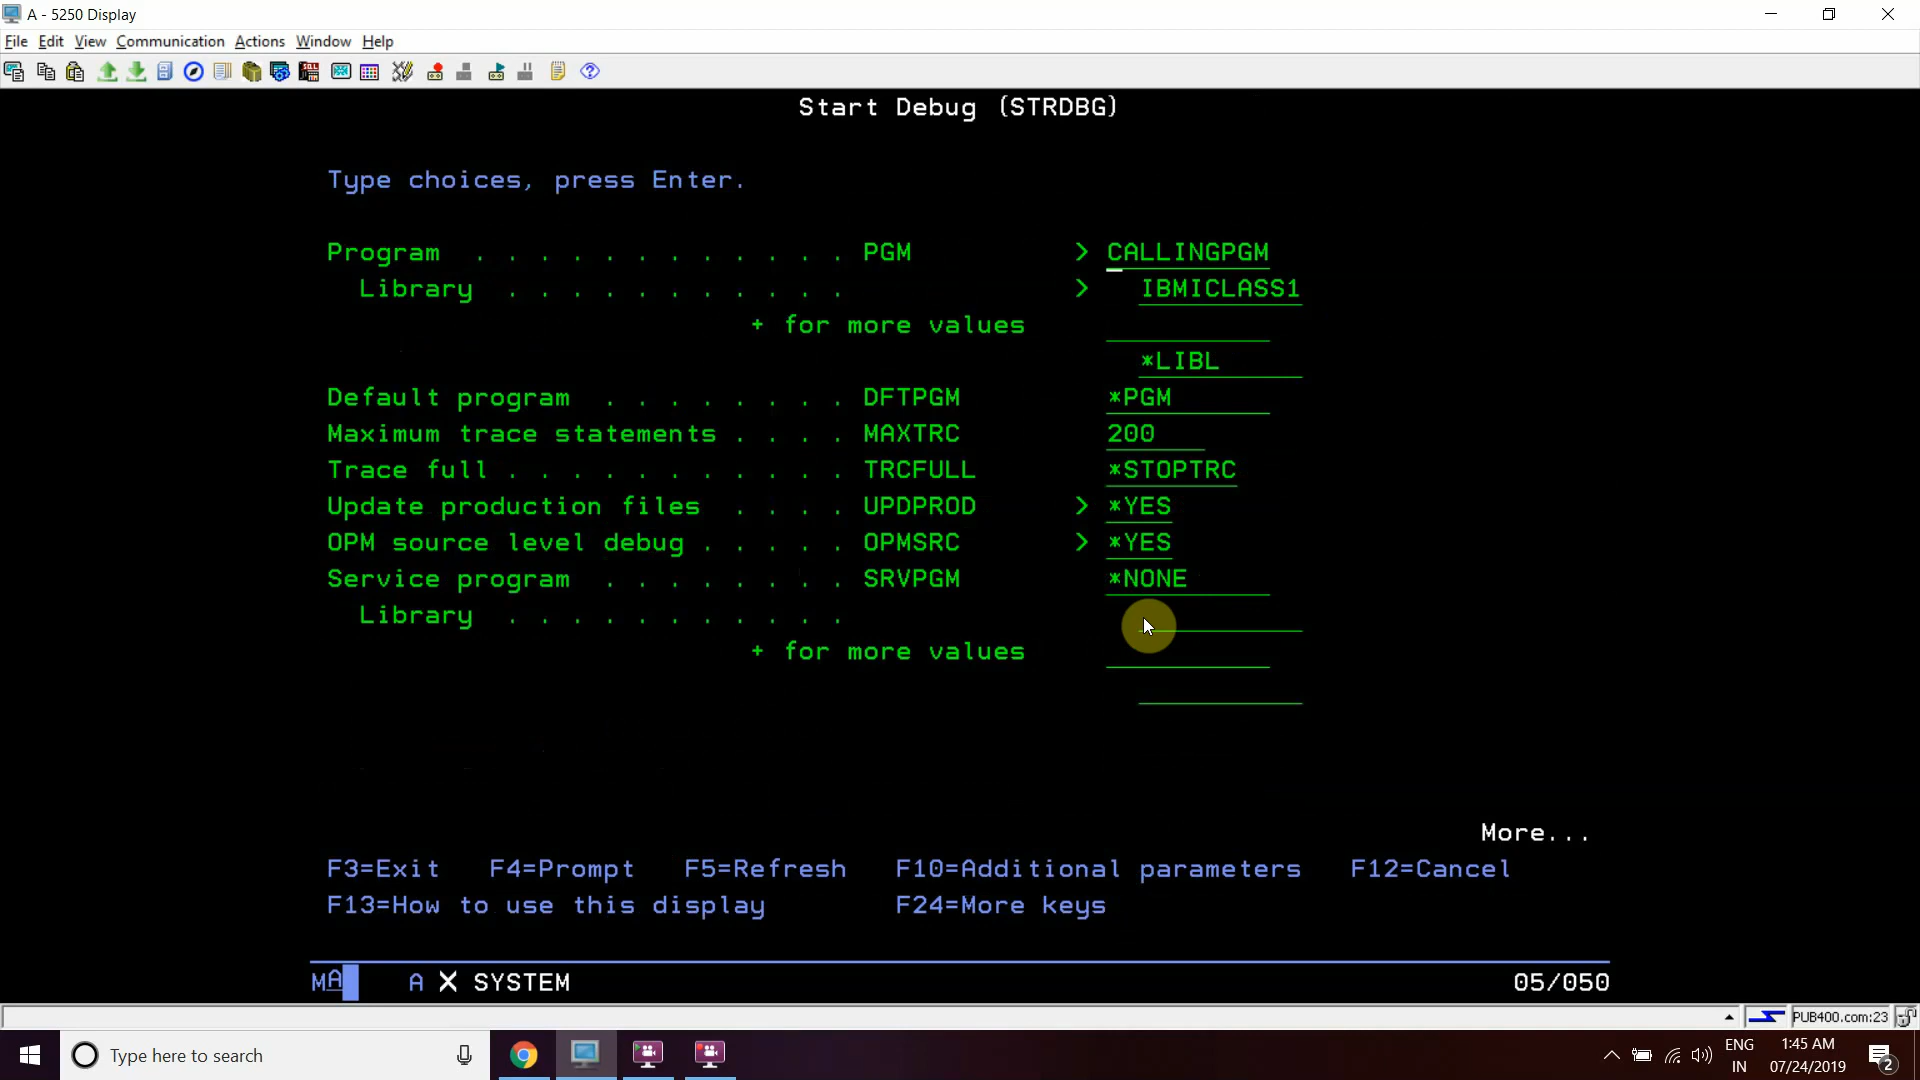 A - 5250 Display
File Edit View Communication Actions Window Help
Start Debug (STRDBG)
Type choices, press Enter.
Program . . . . . . . . . . . . PGM > CALLINGPGM
Library . . . . . . . . . . . > IBMICLASS1
+ for more values
*LIBL
Default program . . . . . . . . DFTPGM *PGM
Maximum trace statements . . . . MAXTRC 200
Trace full . . . . . . . . . . . TRCFULL *STOPTRC
Update production files . . . . UPDPROD > *YES
OPM source level debug . . . . . OPMSRC > *YES
Service program . . . . . . . . SRVPGM *NONE
Library . . . . . . . . . . .
+ for more values
More...
F3=Exit F4=Prompt F5=Refresh F10=Additional parameters F12=Cancel
F13=How to use this display F24=More keys
MA A X SYSTEM 05/050
PUB400.com:23
Type here to search
ENG
IN
1:45 AM
07/24/2019
2